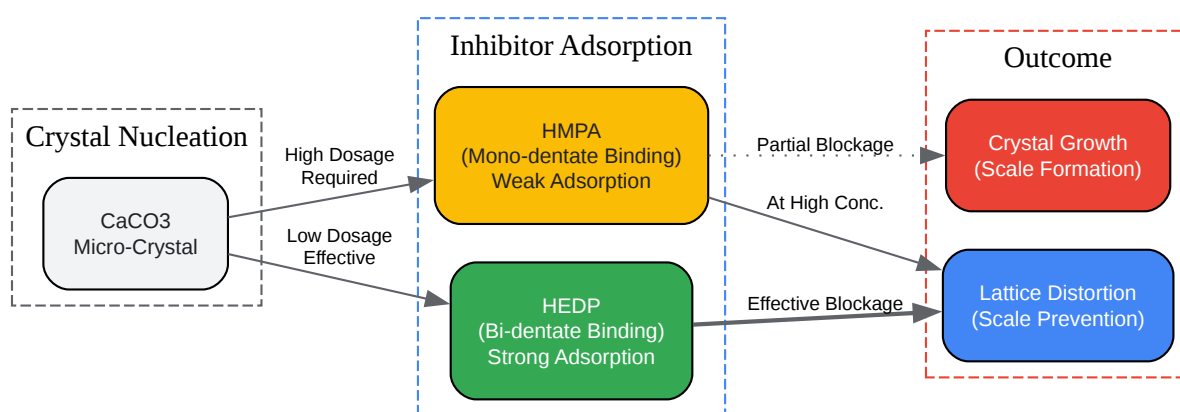 Crystal Nucleation
CaCO3
Micro-Crystal
High Dosage
Required
Low Dosage
Effective
Inhibitor Adsorption
HMPA
(Mono-dentate Binding)
Weak Adsorption
HEDP
(Bi-dentate Binding)
Strong Adsorption
Partial Blockage
At High Conc.
Effective Blockage
Outcome
Crystal Growth
(Scale Formation)
Lattice Distortion
(Scale Prevention)